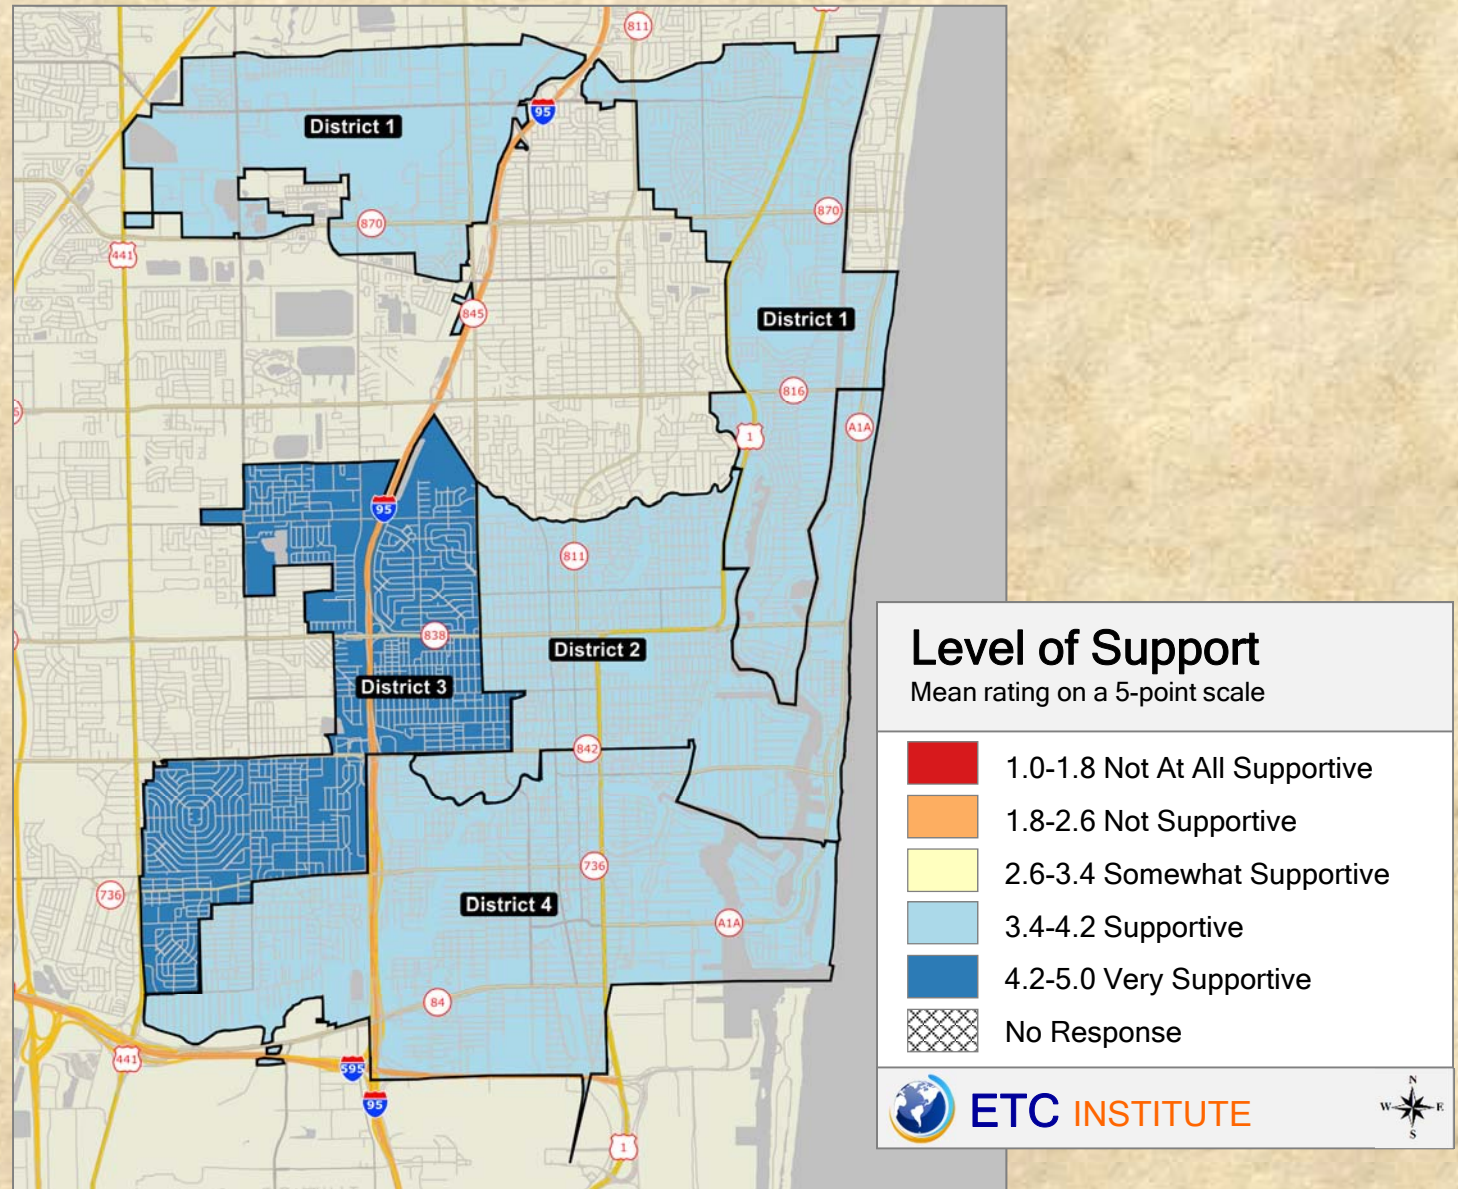 811
95
District 1
870
870
441
845
District 1
816
A1A
1
95
811
838
District 2
District 3
842
736
736
District 4
A1A
84
441
595
95
1
Level of Support
Mean rating on a 5-point scale
1.0-1.8 Not At All Supportive
1.8-2.6 Not Supportive
2.6-3.4 Somewhat Supportive
3.4-4.2 Supportive
4.2-5.0 Very Supportive
No Response
ETC INSTITUTE
N
W E
S